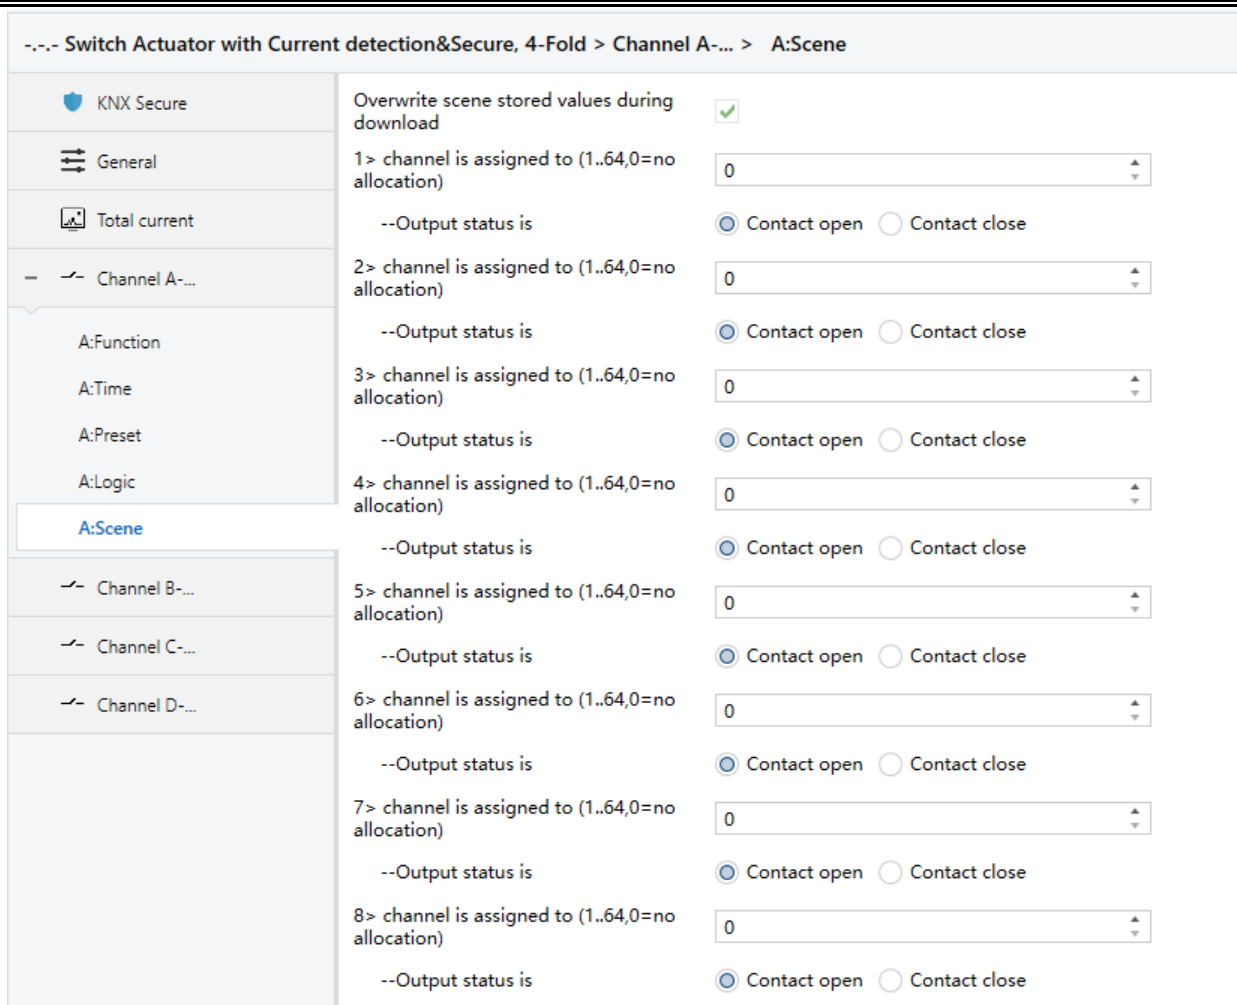 -.-.- Switch Actuator with Current detection&Secure, 4-Fold > Channel A-... > A:Scene
KNX Secure
General
Total current
Channel A-...
A:Function
A:Time
A:Preset
A:Logic
A:Scene
Channel B-...
Channel C-...
Channel D-...
Overwrite scene stored values during
download
1> channel is assigned to (1..64,0=no
allocation)
0
--Output status is
Contact open Contact close
2> channel is assigned to (1..64,0=no
allocation)
0
--Output status is
Contact open Contact close
3> channel is assigned to (1..64,0=no
allocation)
0
--Output status is
Contact open Contact close
4> channel is assigned to (1..64,0=no
allocation)
0
--Output status is
Contact open Contact close
5> channel is assigned to (1..64,0=no
allocation)
0
--Output status is
Contact open Contact close
6> channel is assigned to (1..64,0=no
allocation)
0
--Output status is
Contact open Contact close
7> channel is assigned to (1..64,0=no
allocation)
0
--Output status is
Contact open Contact close
8> channel is assigned to (1..64,0=no
allocation)
0
--Output status is
Contact open Contact close